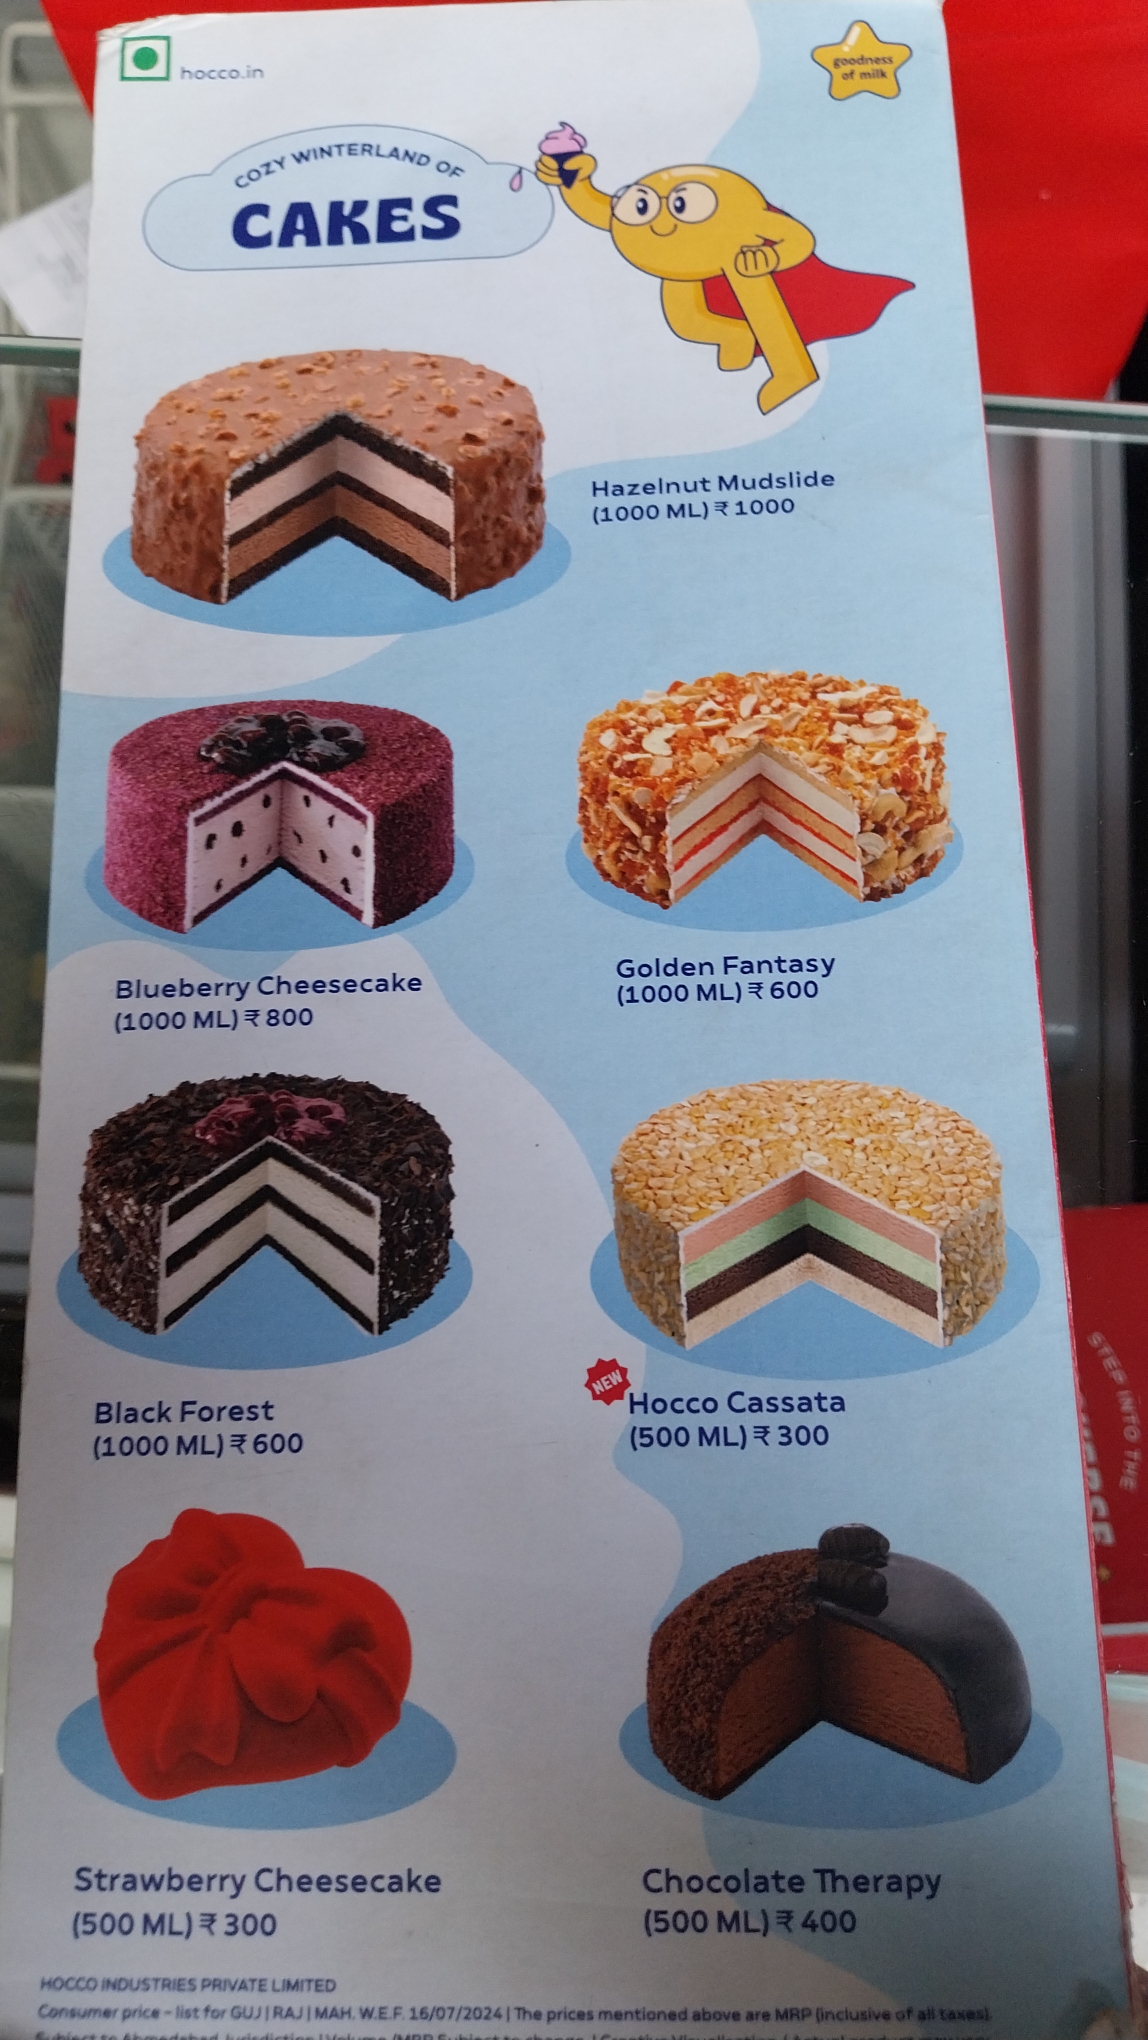 hocco.in
goodness
of milk
COZY WINTERLAND OF
CAKES
Hazelnut Mudslide
(1000 ML) ₹ 1000
Blueberry Cheesecake
(1000 ML) ₹ 800
Golden Fantasy
(1000 ML) ₹ 600
Black Forest
(1000 ML) ₹ 600
NEW
Hocco Cassata
(500 ML) ₹ 300
STEP INTO THE
Strawberry Cheesecake
(500 ML) ₹ 300
Chocolate Therapy
(500 ML) ₹ 400
HOCCO INDUSTRIES PRIVATE LIMITED
Consumer price - list for GUJ | RAJ | MAH. W.E.F. 16/07/2024 | The prices mentioned above are MRP (inclusive of all taxes)